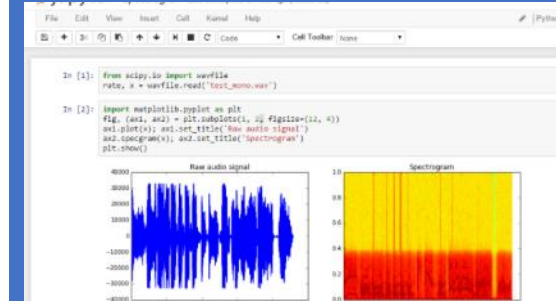 File Edit View Insert Cell Kernel Help Python
Code Cell Toolbar None
In [1]: from scipy.io import wavfile
rate, x = wavfile.read('test_mono.wav')
In [2]: import matplotlib.pyplot as plt
fig, (ax1, ax2) = plt.subplots(1, 2, figsize=(12, 4))
ax1.plot(x); ax1.set_title('Raw audio signal')
ax2.specgram(x); ax2.set_title('Spectrogram')
plt.show()
Raw audio signal Spectrogram
40000 1.0
30000
20000 0.8
10000 0.6
0
-10000 0.4
-20000 0.2
-30000
-40000 0.0